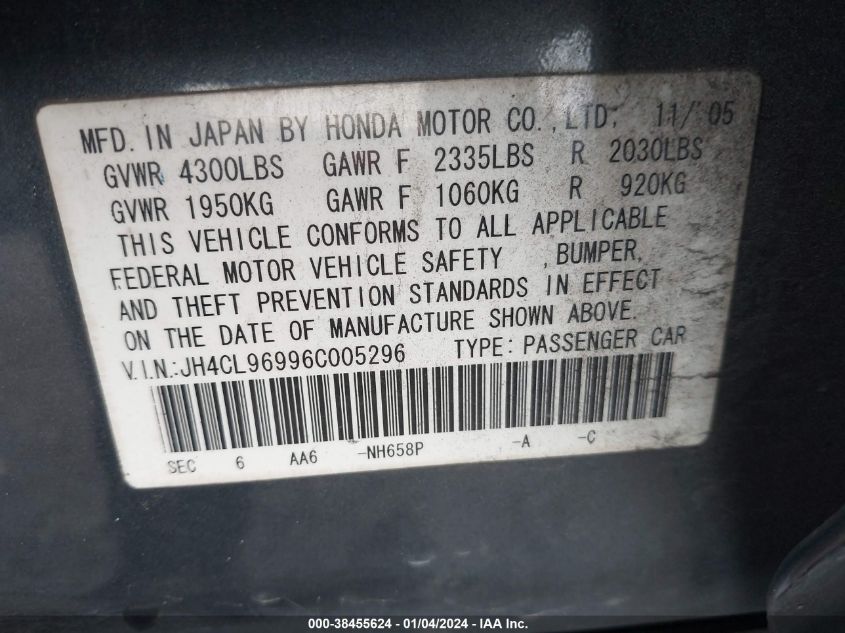 MFD. IN JAPAN BY HONDA MOTOR CO., LTD: 11/'05
GVWR 4300LBS GAWR F 2335LBS R 2030LBS
GVWR 1950KG GAWR F 1060KG R 920KG
THIS VEHICLE CONFORMS TO ALL APPLICABLE
FEDERAL MOTOR VEHICLE SAFETY , BUMPER,
AND THEFT PREVENTION STANDARDS IN EFFECT
ON THE DATE OF MANUFACTURE SHOWN ABOVE.
V.I.N.:JH4CL96996C005296 TYPE: PASSENGER CAR
SEC 6 AA6 -NH658P -A -C
000-38455624 - 01/04/2024 - IAA Inc.